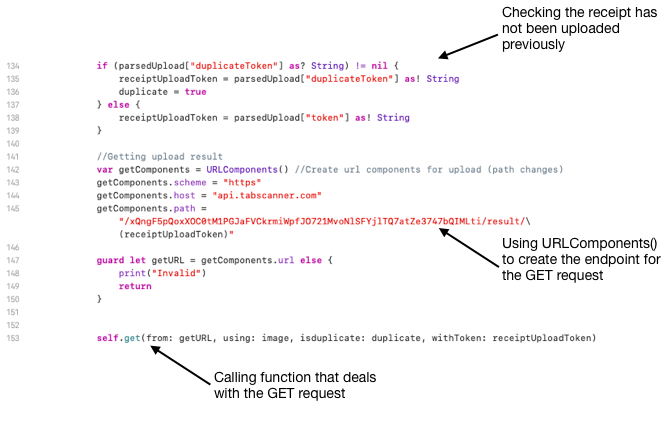 Checking the receipt has
not been uploaded
previously
134 if (parsedUpload["duplicateToken"] as? String) != nil {
135 receiptUploadToken = parsedUpload["duplicateToken"] as! String
136 duplicate = true
137 } else {
138 receiptUploadToken = parsedUpload["token"] as! String
139 }
140
141 //Getting upload result
142 var getComponents = URLComponents() //Create url components for upload (path changes)
143 getComponents.scheme = "https"
144 getComponents.host = "api.tabscanner.com"
145 getComponents.path =
"/xQngF5pQoxXOC0tM1PGJaFVCkrmiWpfJO721MvoNlSFYjlTQ7atZe3747bQIMLti/result/\
(receiptUploadToken)"
146
147 guard let getURL = getComponents.url else {
148 print("Invalid")
149 return
150 }
151
152
153 self.get(from: getURL, using: image, isduplicate: duplicate, withToken: receiptUploadToken)
Using URLComponents()
to create the endpoint for
the GET request
Calling function that deals
with the GET request